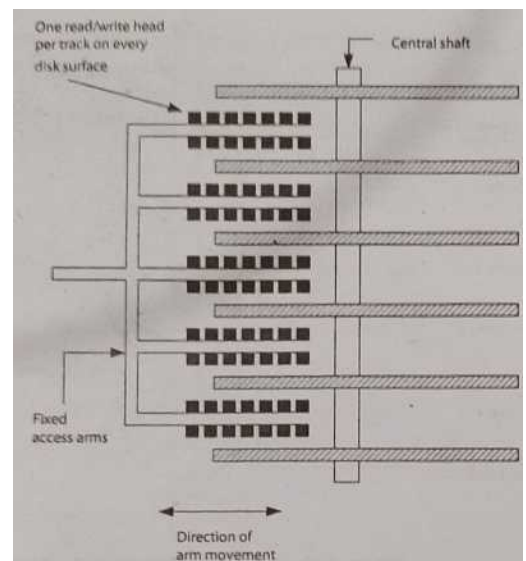 One read/write head
per track on every
disk surface
Central shaft
Fixed
access arms
Direction of
arm movement